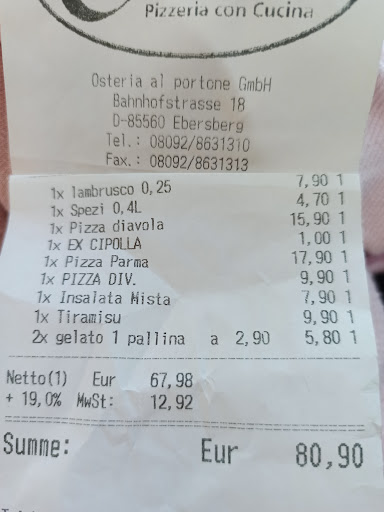 Pizzeria con Cucina
Osteria al portone GmbH
Bahnhofstrasse 18
D-85560 Ebersberg
Tel.: 08092/8631310
Fax.: 08092/8631313
1x lambrusco 0,25 7,90 1
1x Spezi 0,4L 4,70 1
1x Pizza diavola 15,90 1
1x EX CIPOLLA 1,00 1
1x Pizza Parma 17,90 1
1x PIZZA DIV. 9,90 1
1x Insalata Mista 7,90 1
1x Tiramisu 9,90 1
2x gelato 1 pallina a 2,90 5,80 1
Netto(1) Eur 67,98
+ 19,0% MwSt: 12,92
Summe: Eur 80,90